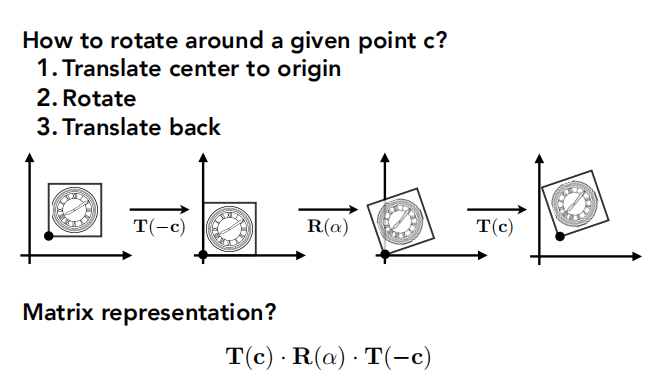 How to rotate around a given point c?
1. Translate center to origin
2. Rotate
3. Translate back
T(−c) R(α) T(c)
Matrix representation?
T(c) · R(α) · T(−c)